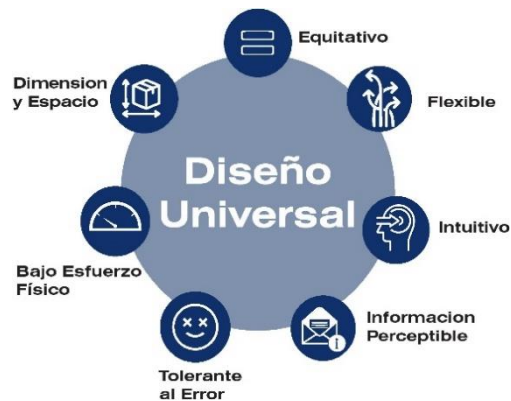 Equitativo
Dimension
y Espacio
Flexible
Diseño
Universal
Intuitivo
Bajo Esfuerzo
Físico
Informacion
Perceptible
Tolerante
al Error